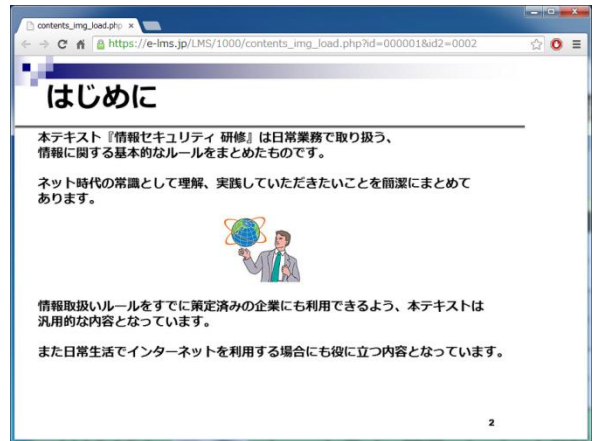 contents_img_load.php
https://e-lms.jp/LMS/1000/contents_img_load.php?id=000001&id2=0002
はじめに
本テキスト『情報セキュリティ 研修』は日常業務で取り扱う、
情報に関する基本的なルールをまとめたものです。
ネット時代の常識として理解、実践していただきたいことを簡潔にまとめて
あります。
情報取扱いルールをすでに策定済みの企業にも利用できるよう、本テキストは
汎用的な内容となっています。
また日常生活でインターネットを利用する場合にも役に立つ内容となっています。
2